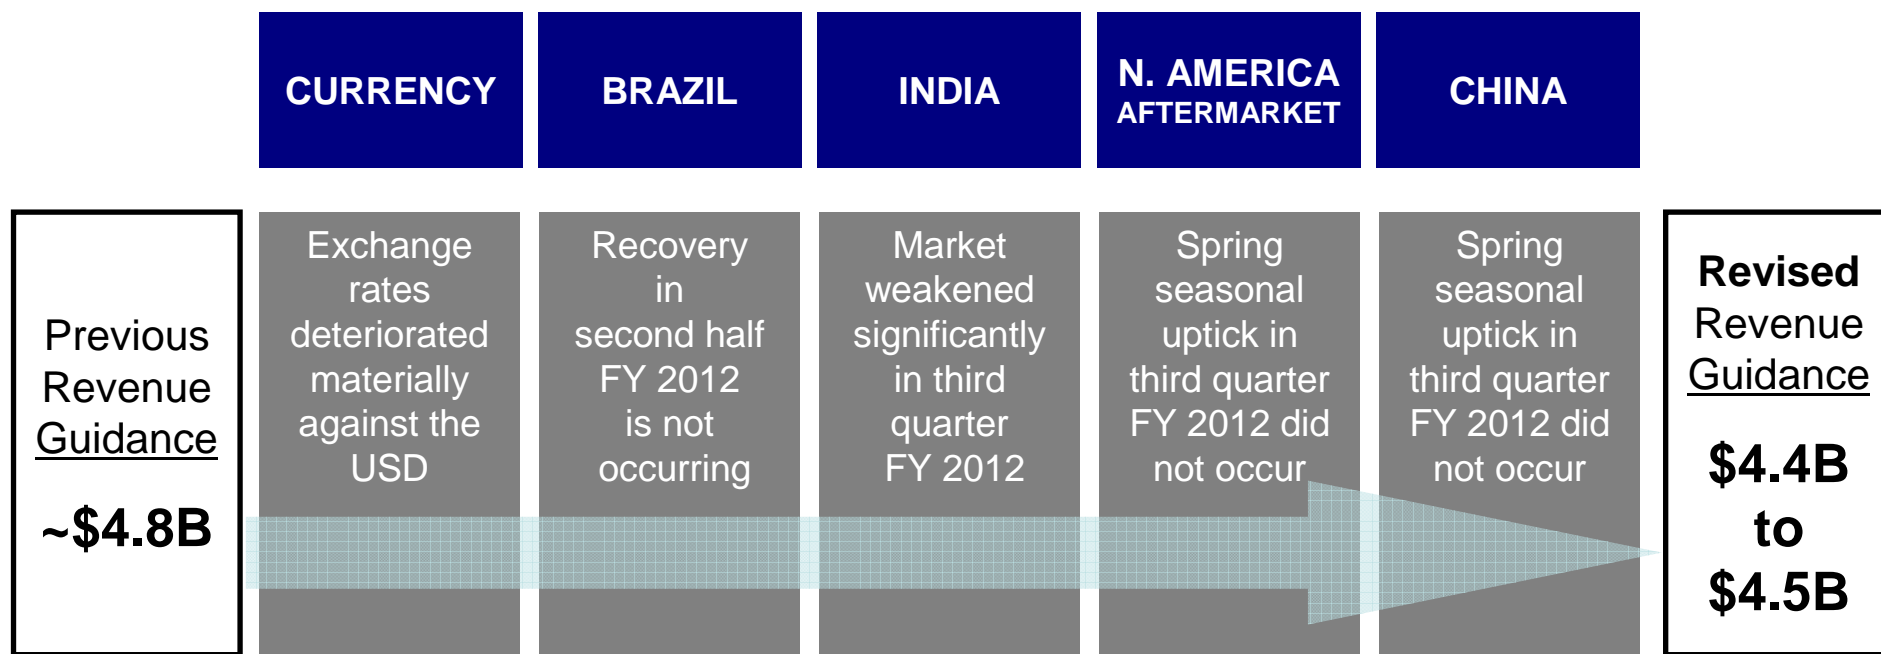 CURRENCY
BRAZIL
INDIA
N. AMERICA
AFTERMARKET
CHINA
Previous
Revenue
Guidance
~$4.8B
Exchange
rates
deteriorated
materially
against the
USD
Recovery
in
second half
FY 2012
is not
occurring
Market
weakened
significantly
in third
quarter
FY 2012
Spring
seasonal
uptick in
third quarter
FY 2012 did
not occur
Spring
seasonal
uptick in
third quarter
FY 2012 did
not occur
Revised
Revenue
Guidance
$4.4B
to
$4.5B